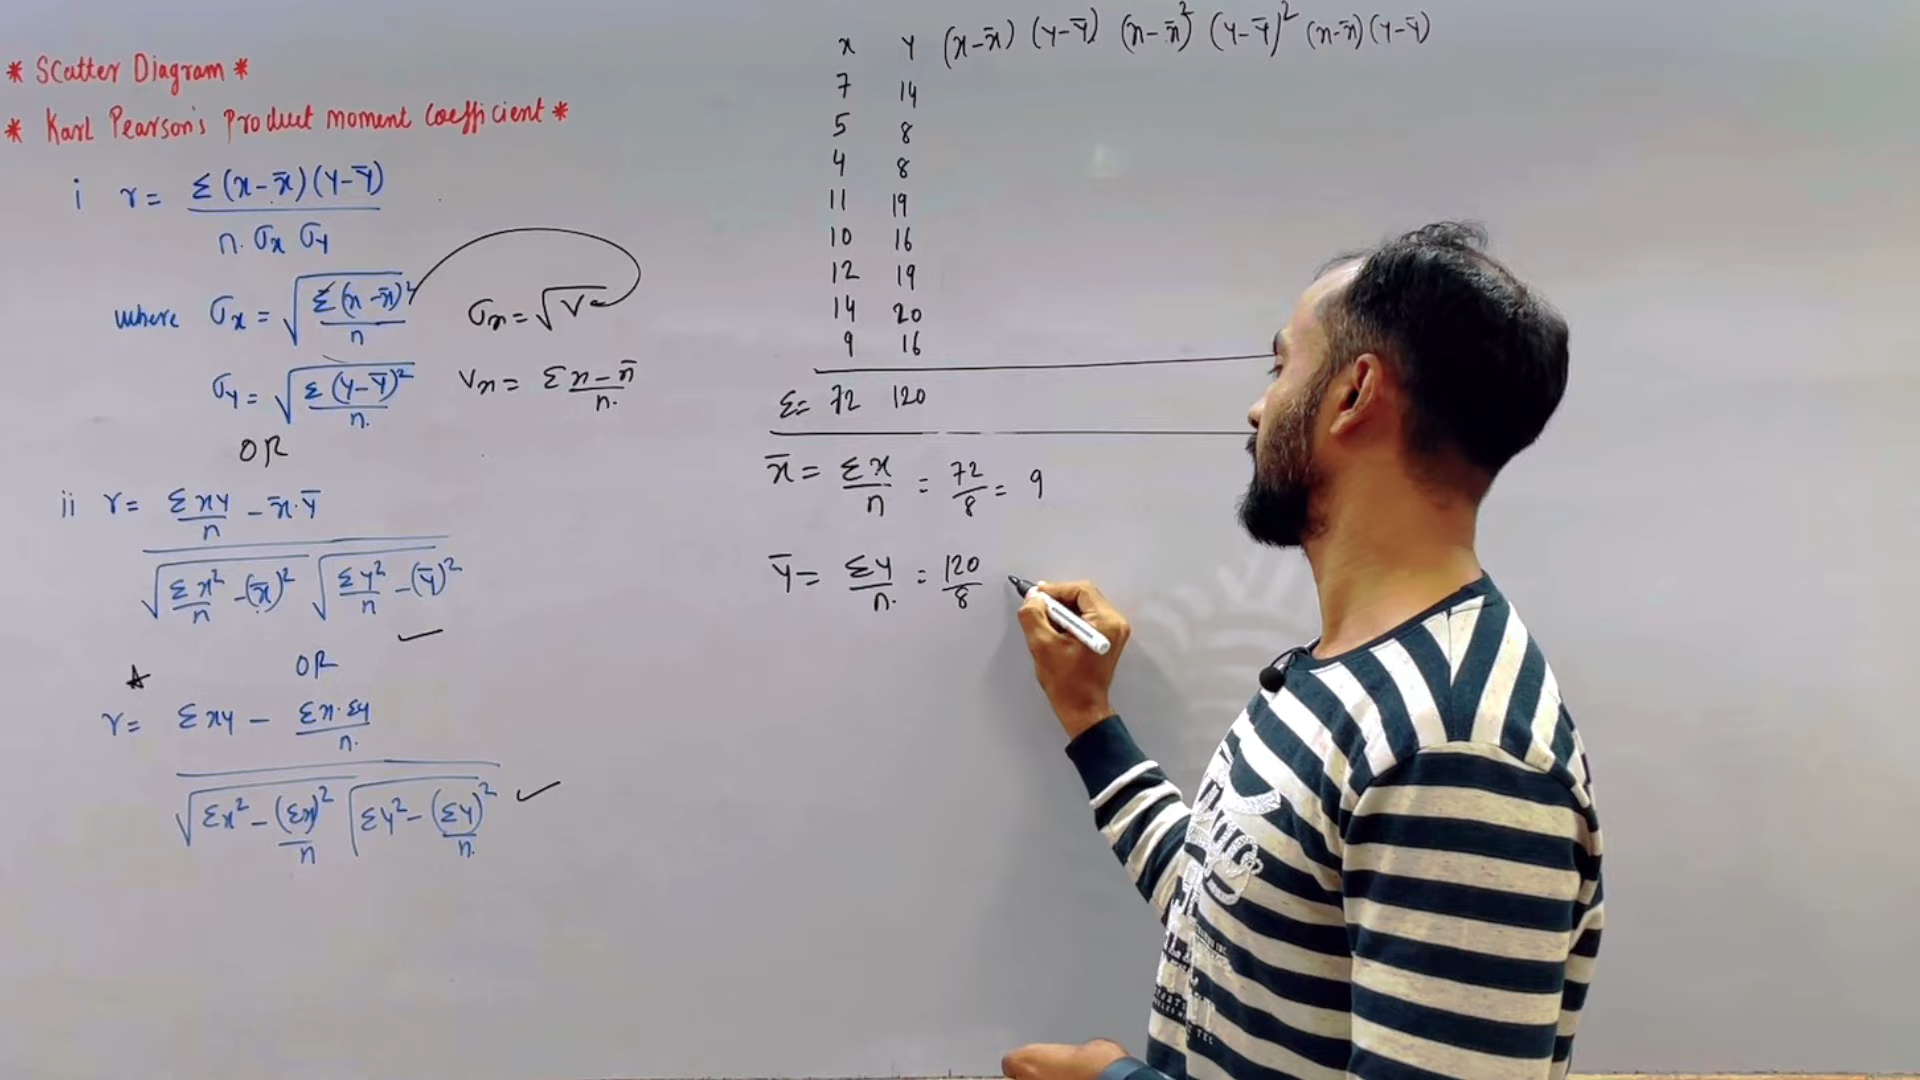 * Scatter Diagram *
* Karl Pearson's Product moment Coefficient *
i r = Σ(x-x̄)(y-ȳ)
n. σx σy
where σx = √Σ(x-x̄)²
n
σx = √V
σy = √Σ(y-ȳ)²
n.
Vx = Σ x-x̄
n.
OR
ii r = Σxy - x̄.ȳ
n
√Σx² -(x̄)² √Σy² -(ȳ)²
n n
OR
r = Σxy - Σx.Σy
n.
√Σx² - (Σx)² √Σy² - (Σy)²
n n.
x y (x-x̄) (y-ȳ) (x-x̄)² (y-ȳ)² (x-x̄)(y-ȳ)
7 14
5 8
4 8
11 19
10 16
12 19
14 20
9 16
Σ= 72 120
x̄ = Σx = 72 = 9
n 8
ȳ = Σy = 120
n. 8